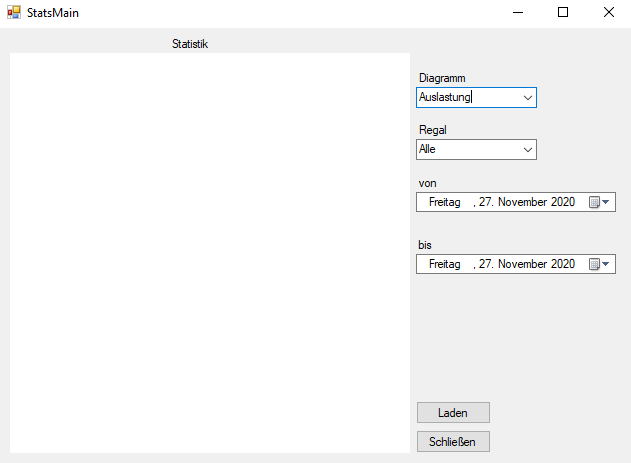 StatsMain
Statistik
Diagramm
Auslastung
Regal
Alle
von
Freitag , 27. November 2020
bis
Freitag , 27. November 2020
Laden
Schließen